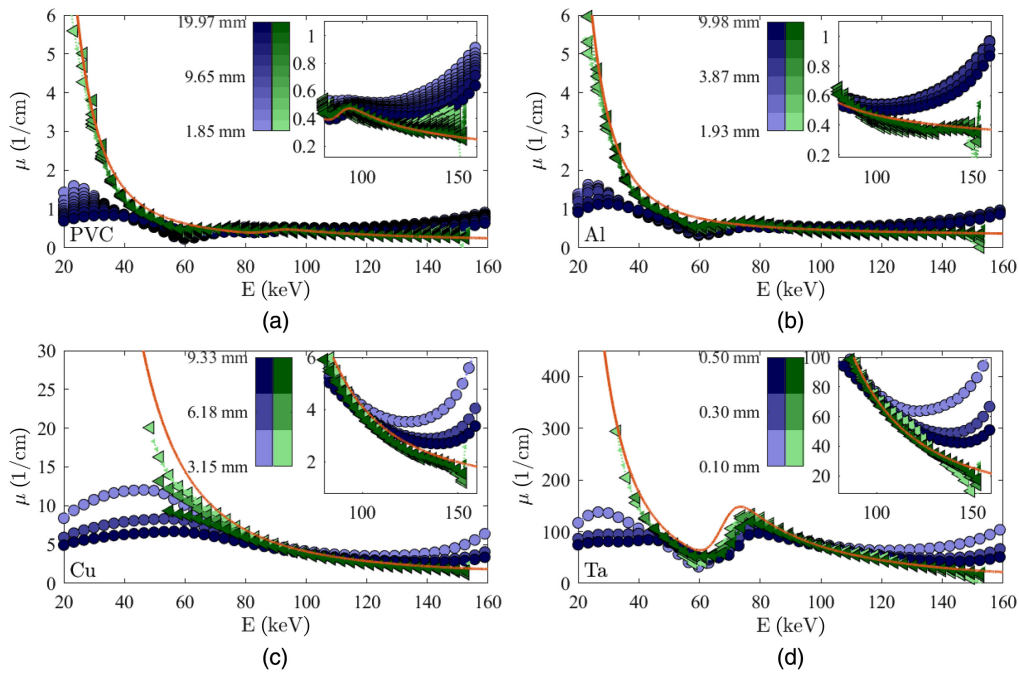 6
5
4
3
2
1
0
μ (1/cm)
19.97 mm
9.65 mm
1.85 mm
1
0.8
0.6
0.4
0.2
100
150
PVC
20 40 60 80 100 120 140 160
E (keV)
(a)
6
5
4
3
2
1
0
μ (1/cm)
9.98 mm
3.87 mm
1.93 mm
1
0.8
0.6
0.4
0.2
100
150
Al
20 40 60 80 100 120 140 160
E (keV)
(b)
30
25
20
15
10
5
0
μ (1/cm)
9.33 mm
6.18 mm
3.15 mm
6
4
2
100
150
Cu
20 40 60 80 100 120 140 160
E (keV)
(c)
400
300
200
100
0
μ (1/cm)
0.50 mm
0.30 mm
0.10 mm
100
80
60
40
20
100
150
Ta
20 40 60 80 100 120 140 160
E (keV)
(d)